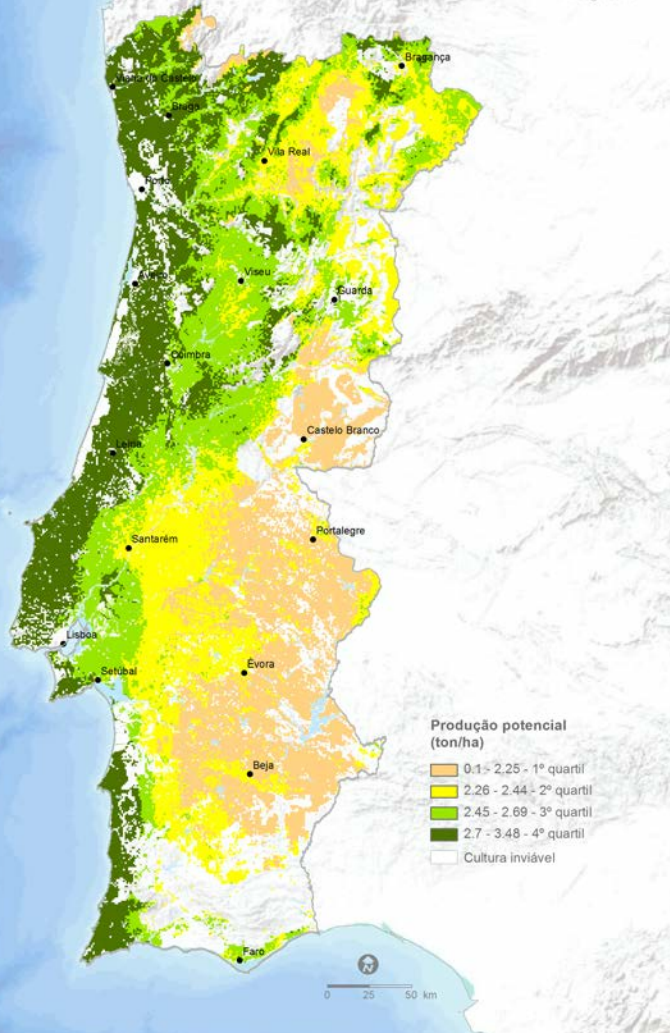 Bragança
Viana do Castelo
Braga
Vila Real
Porto
Aveiro
Viseu
Guarda
Coimbra
Castelo Branco
Leiria
Santarém
Portalegre
Lisboa
Setúbal
Évora
Beja
Faro
Produção potencial
(ton/ha)
0.1 - 2.25 - 1º quartil
2.26 - 2.44 - 2º quartil
2.45 - 2.69 - 3º quartil
2.7 - 3.48 - 4º quartil
Cultura inviável
N
0 25 50 km